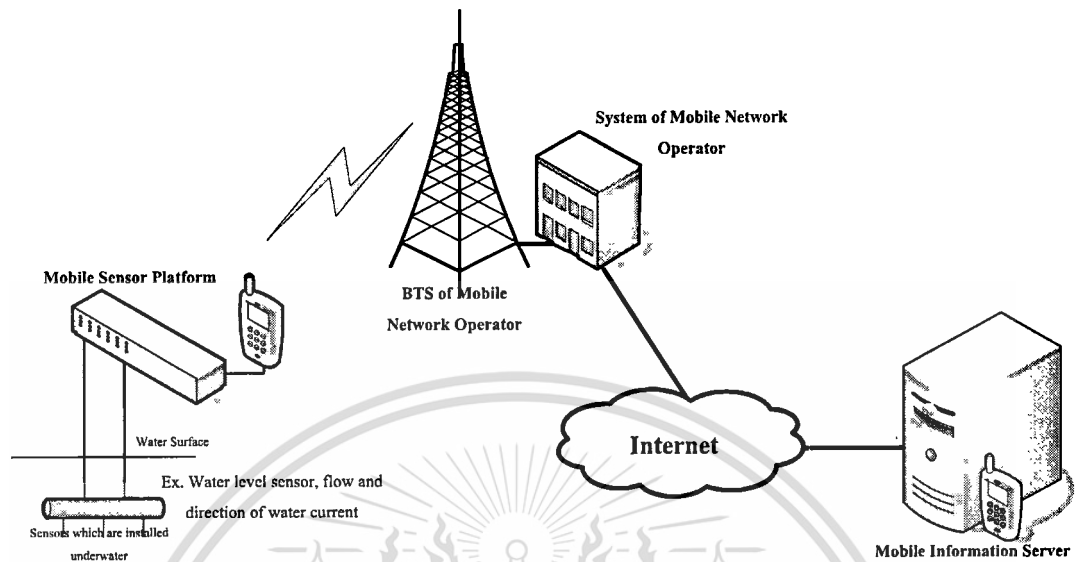 System of Mobile Network
Operator
Mobile Sensor Platform
BTS of Mobile
Network Operator
Water Surface
Internet
Ex. Water level sensor, flow and
direction of water current
Sensors which are installed
underwater
Mobile Information Server